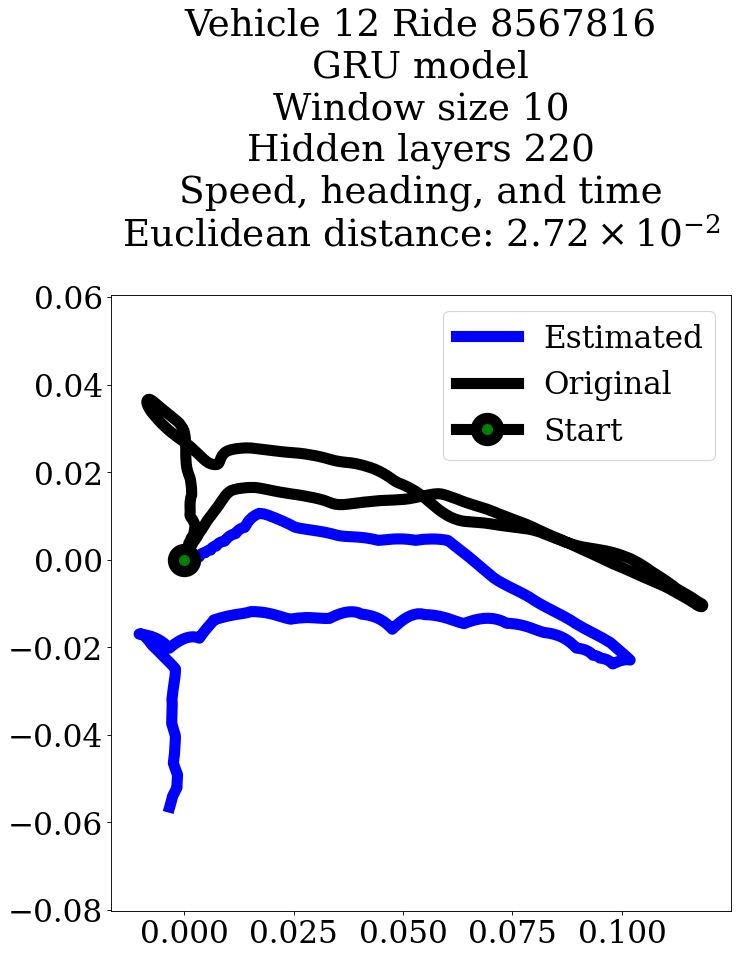 Vehicle 12 Ride 8567816
GRU model
Window size 10
Hidden layers 220
Speed, heading, and time
Euclidean distance: 2.72 × 10⁻²
0.06
0.04
0.02
0.00
−0.02
−0.04
−0.06
−0.08
Estimated
Original
Start
0.000 0.025 0.050 0.075 0.100